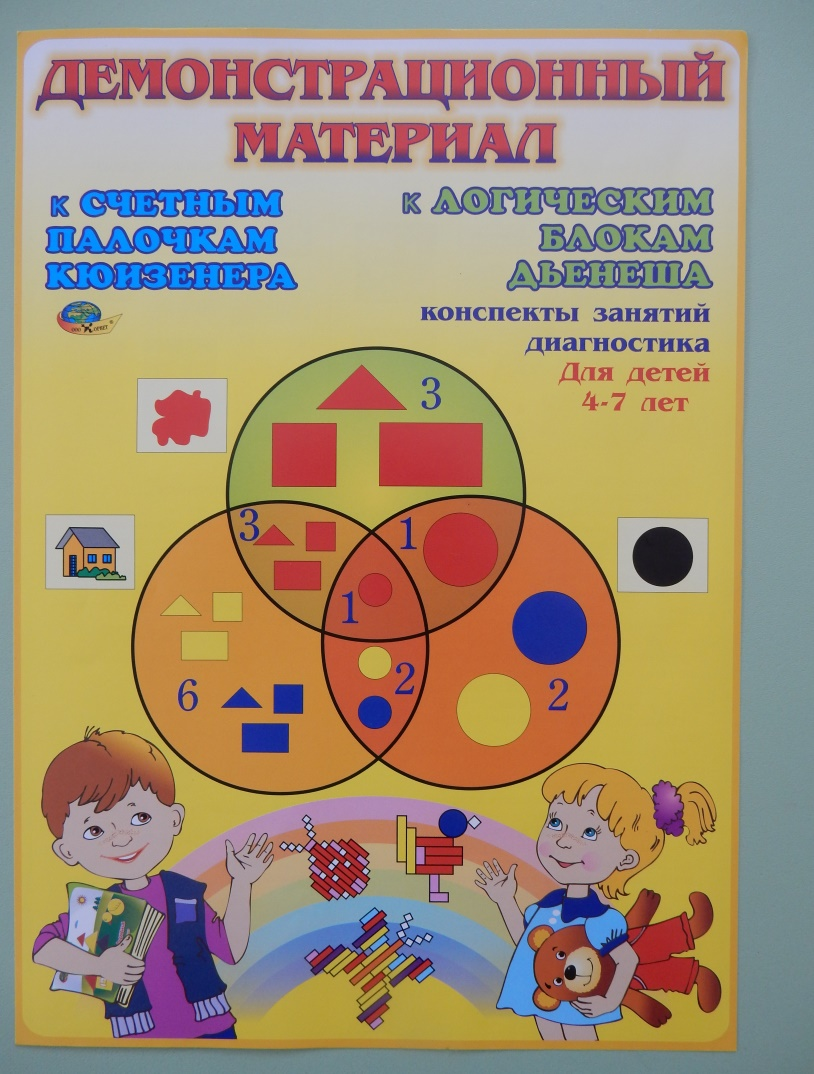 ДЕМОНСТРАЦИОННЫЙ
МАТЕРИАЛ
к СЧЕТНЫМ
ПАЛОЧКАМ
КЮИЗЕНЕРА
к ЛОГИЧЕСКИМ
БЛОКАМ
ДЬЕНЕША
конспекты занятий
диагностика
Для детей
4-7 лет
3
3
1
1
2
6
2